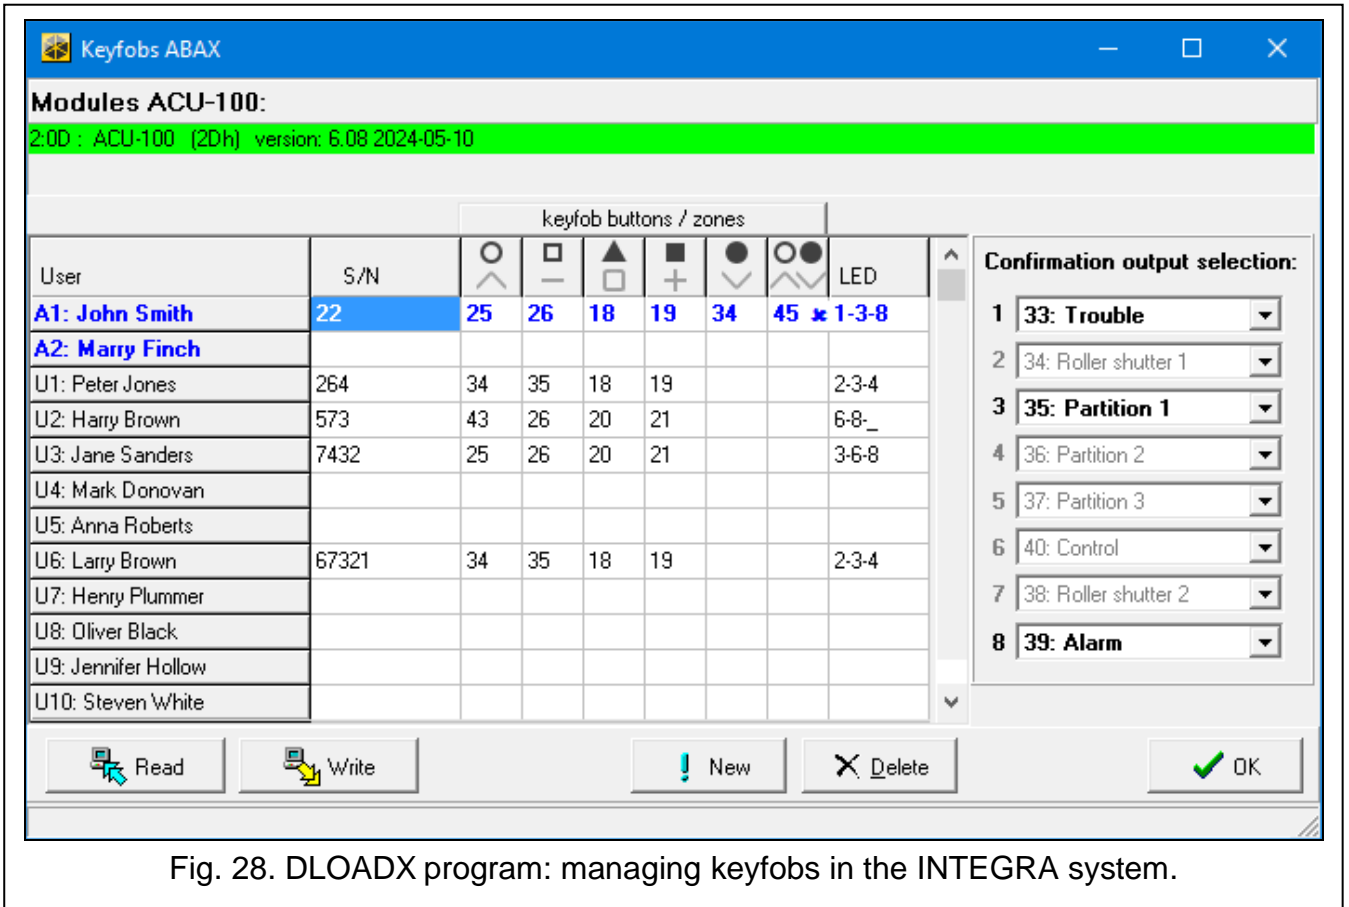 Keyfobs ABAX
Modules ACU-100:
2:0D : ACU-100 (2Dh) version: 6.08 2024-05-10
keyfob buttons / zones
User S/N LED
A1: John Smith 22 25 26 18 19 34 45 1-3-8
A2: Marry Finch
U1: Peter Jones 264 34 35 18 19 2-3-4
U2: Harry Brown 573 43 26 20 21 6-8-_
U3: Jane Sanders 7432 25 26 20 21 3-6-8
U4: Mark Donovan
U5: Anna Roberts
U6: Larry Brown 67321 34 35 18 19 2-3-4
U7: Henry Plummer
U8: Oliver Black
U9: Jennifer Hollow
U10: Steven White
Confirmation output selection:
1 33: Trouble
2 34: Roller shutter 1
3 35: Partition 1
4 36: Partition 2
5 37: Partition 3
6 40: Control
7 38: Roller shutter 2
8 39: Alarm
Read Write New Delete OK
Fig. 28. DLOADX program: managing keyfobs in the INTEGRA system.